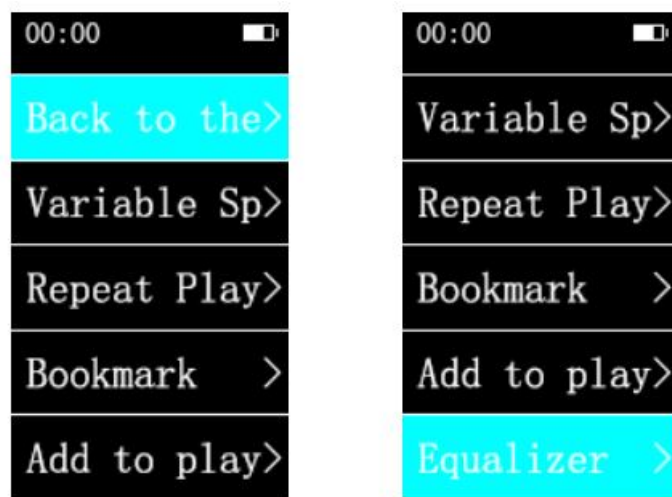 00:00
Back to the>
Variable Sp>
Repeat Play>
Bookmark >
Add to play>
00:00
Variable Sp>
Repeat Play>
Bookmark >
Add to play>
Equalizer >